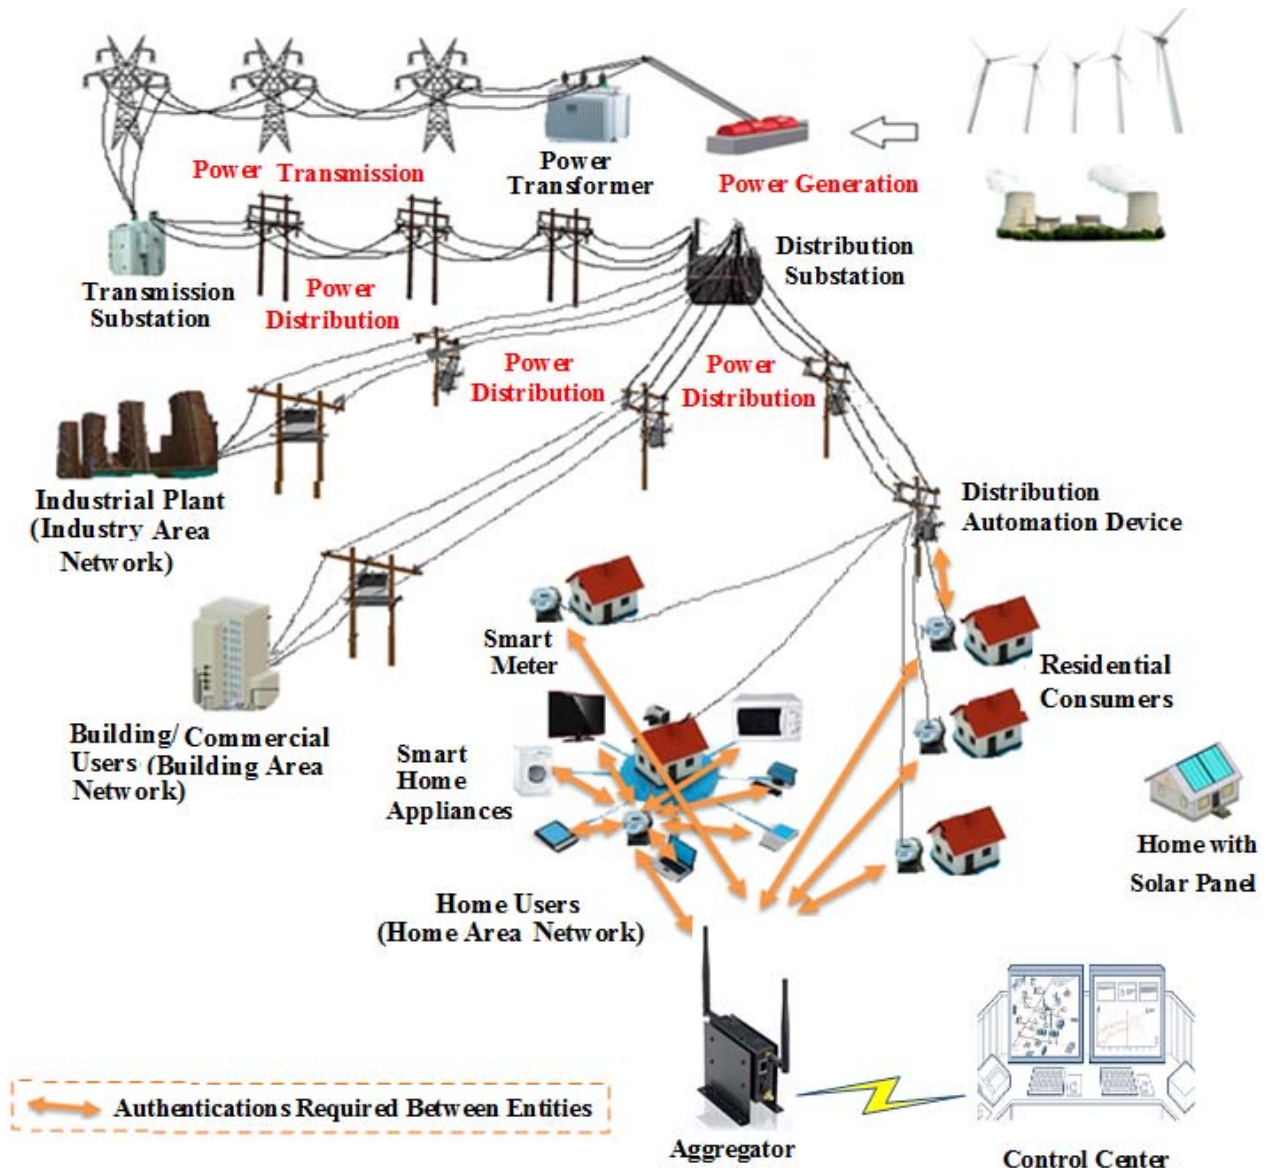 Power Transmission
Power
Transformer
Power Generation
Distribution
Substation
Transmission
Substation
Power
Distribution
Power
Distribution
Power
Distribution
Industrial Plant
(Industry Area
Network)
Distribution
Automation Device
Smart
Meter
Residential
Consumers
Building/ Commercial
Users (Building Area
Network)
Smart
Home
Appliances
Home with
Solar Panel
Home Users
(Home Area Network)
Authentications Required Between Entities
Aggregator
Control Center